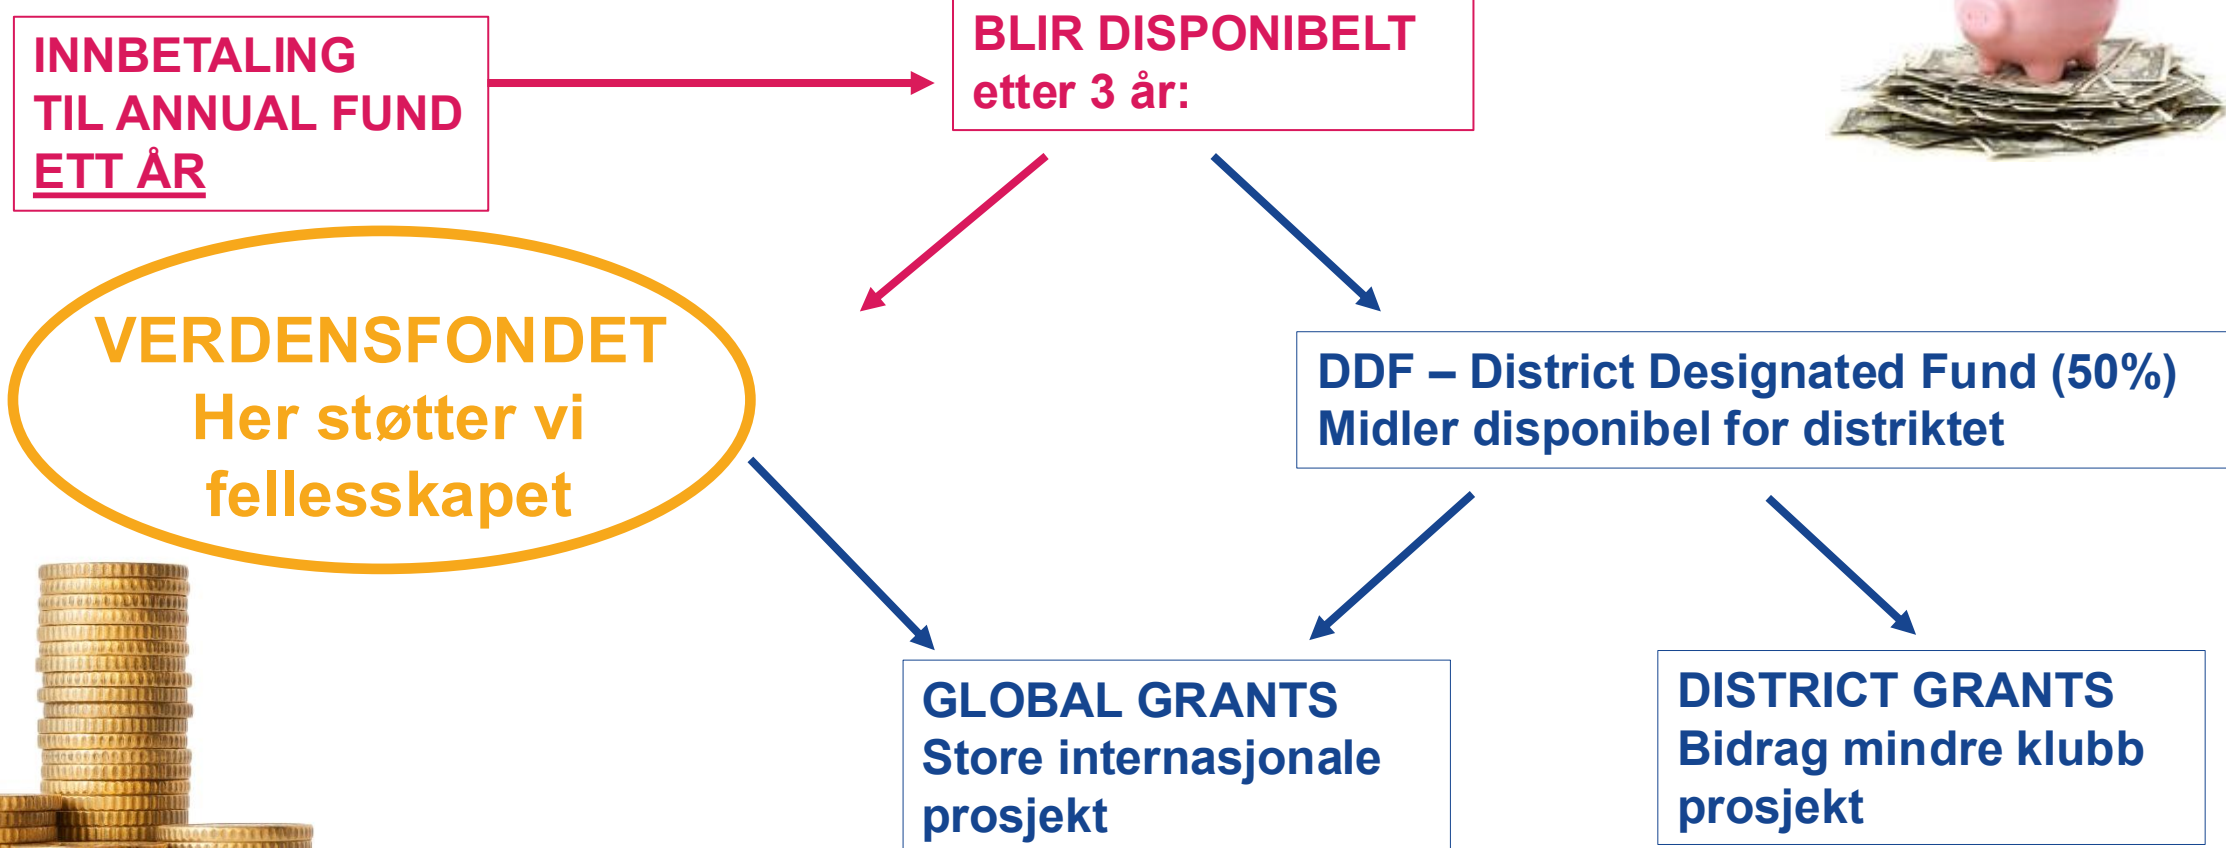 INNBETALING
TIL ANNUAL FUND
ETT ÅR
BLIR DISPONIBELT
etter 3 år:
VERDENSFONDET
Her støtter vi
fellesskapet
DDF – District Designated Fund (50%)
Midler disponibel for distriktet
GLOBAL GRANTS
Store internasjonale
prosjekt
DISTRICT GRANTS
Bidrag mindre klubb
prosjekt